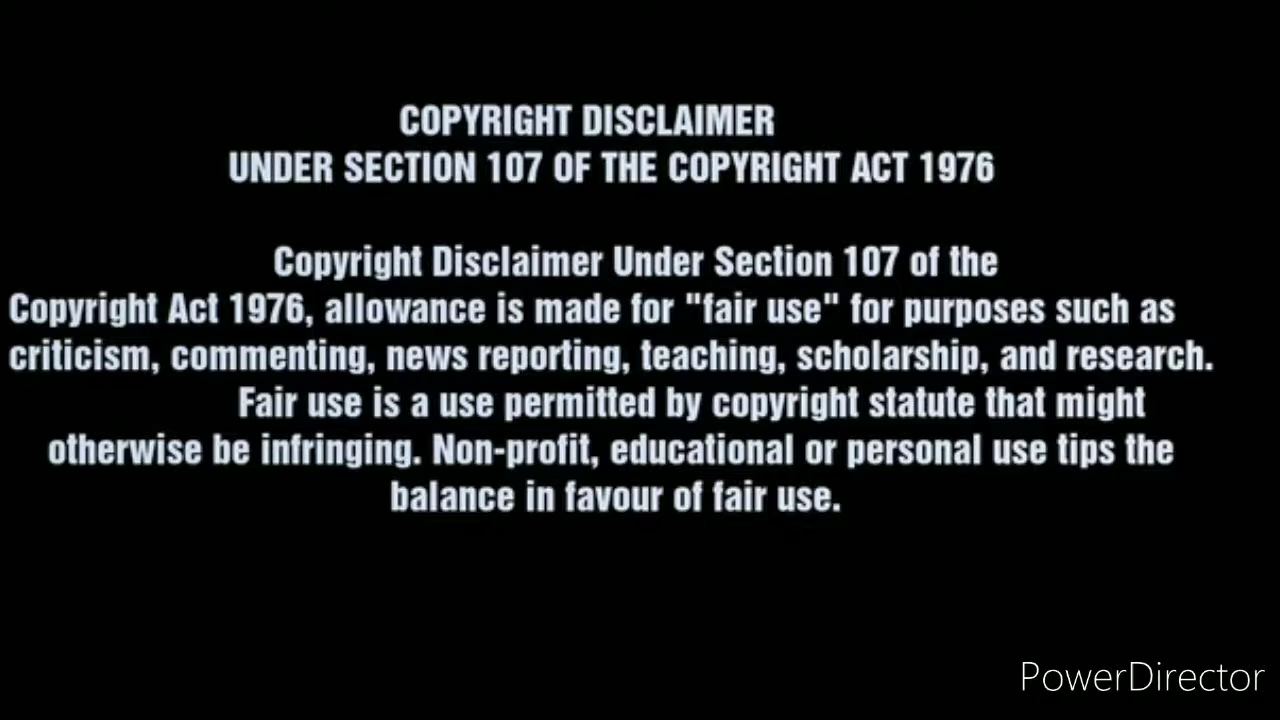 COPYRIGHT DISCLAIMER
UNDER SECTION 107 OF THE COPYRIGHT ACT 1976
Copyright Disclaimer Under Section 107 of the
Copyright Act 1976, allowance is made for "fair use" for purposes such as
criticism, commenting, news reporting, teaching, scholarship, and research.
Fair use is a use permitted by copyright statute that might
otherwise be infringing. Non-profit, educational or personal use tips the
balance in favour of fair use.
PowerDirector